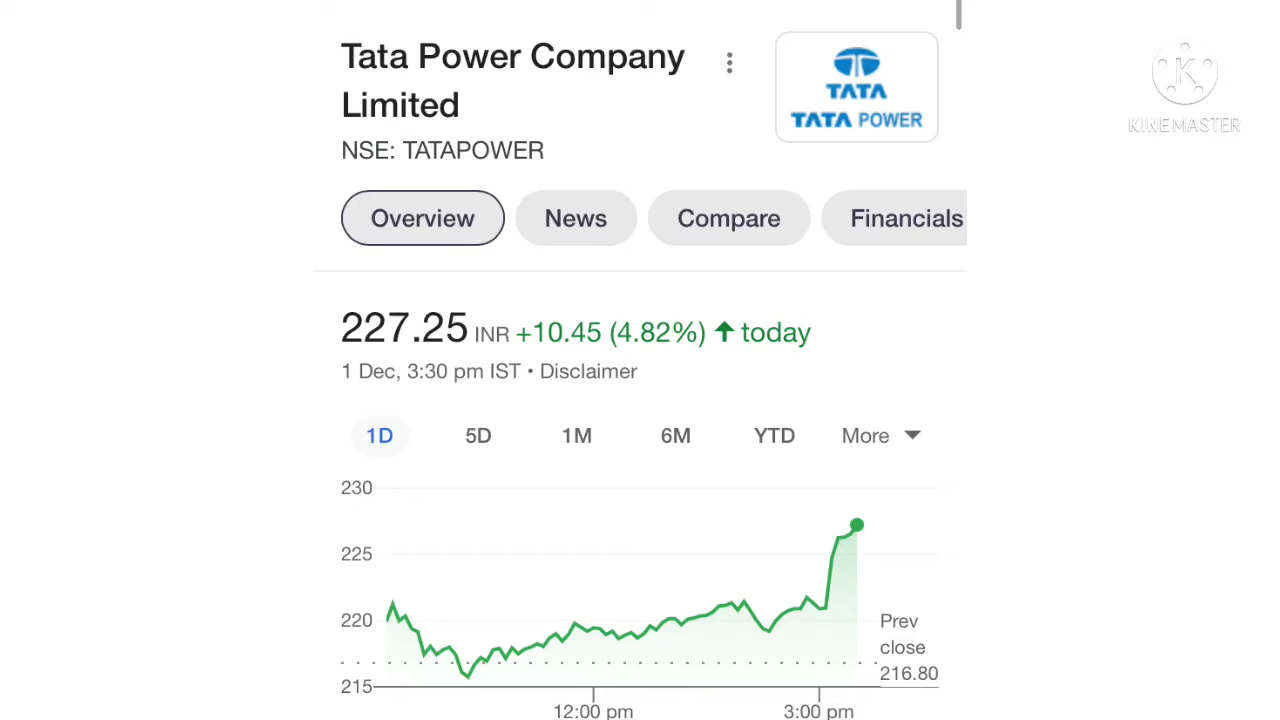 Tata Power Company
Limited
NSE: TATAPOWER
TATA
TATA POWER
K
KINEMASTER
Overview
News
Compare
Financials
227.25 INR +10.45 (4.82%) ↑ today
1 Dec, 3:30 pm IST • Disclaimer
1D
5D
1M
6M
YTD
More
230
225
220
215
Prev
close
216.80
12:00 pm
3:00 pm